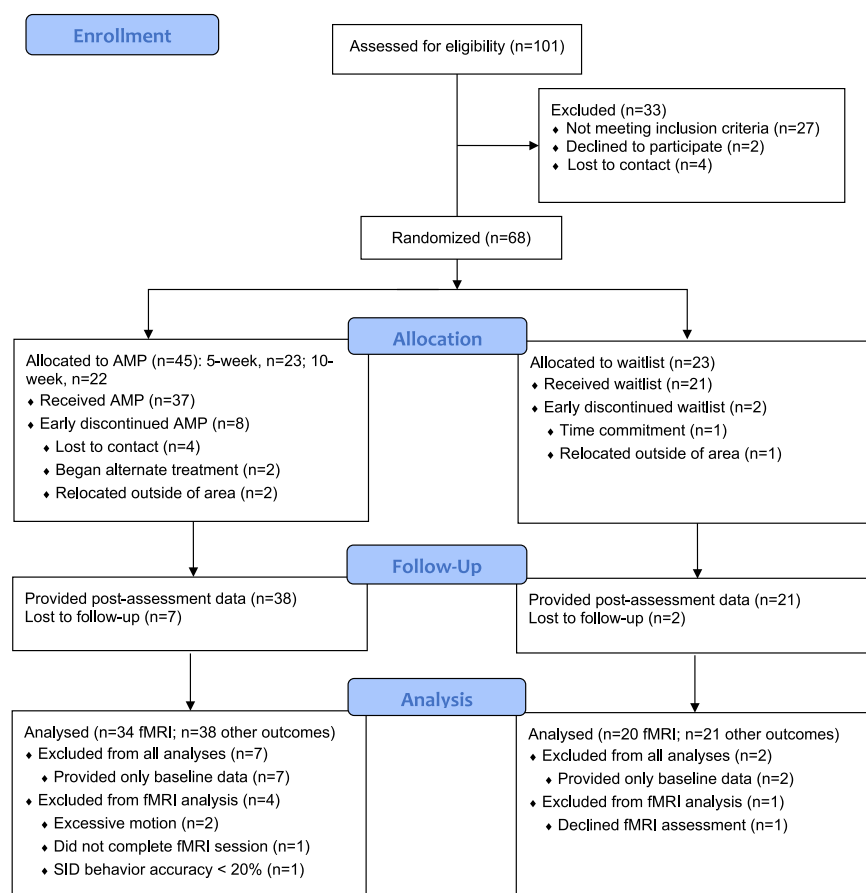 Enrollment
Assessed for eligibility (n=101)
Excluded (n=33)
♦ Not meeting inclusion criteria (n=27)
♦ Declined to participate (n=2)
♦ Lost to contact (n=4)
Randomized (n=68)
Allocation
Allocated to AMP (n=45): 5-week, n=23; 10-
week, n=22
♦ Received AMP (n=37)
♦ Early discontinued AMP (n=8)
♦ Lost to contact (n=4)
♦ Began alternate treatment (n=2)
♦ Relocated outside of area (n=2)
Allocated to waitlist (n=23)
♦ Received waitlist (n=21)
♦ Early discontinued waitlist (n=2)
♦ Time commitment (n=1)
♦ Relocated outside of area (n=1)
Follow-Up
Provided post-assessment data (n=38)
Lost to follow-up (n=7)
Provided post-assessment data (n=21)
Lost to follow-up (n=2)
Analysis
Analysed (n=34 fMRI; n=38 other outcomes)
♦ Excluded from all analyses (n=7)
♦ Provided only baseline data (n=7)
♦ Excluded from fMRI analysis (n=4)
♦ Excessive motion (n=2)
♦ Did not complete fMRI session (n=1)
♦ SID behavior accuracy < 20% (n=1)
Analysed (n=20 fMRI; n=21 other outcomes)
♦ Excluded from all analyses (n=2)
♦ Provided only baseline data (n=2)
♦ Excluded from fMRI analysis (n=1)
♦ Declined fMRI assessment (n=1)